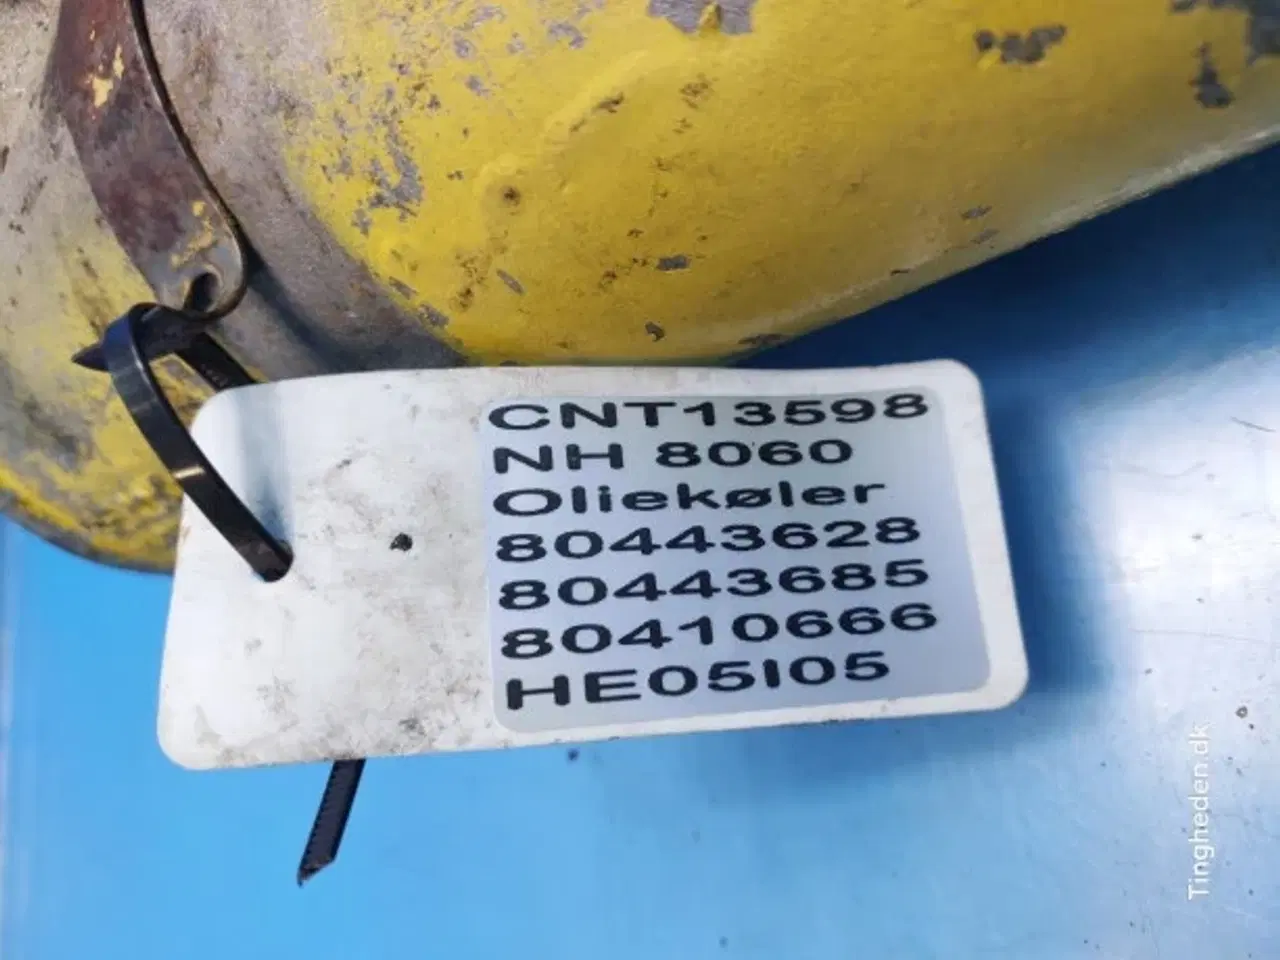 CNT13598
NH 8060
Oliekøler
80443628
80443685
80410666
HE05I05
Tingheden.dk